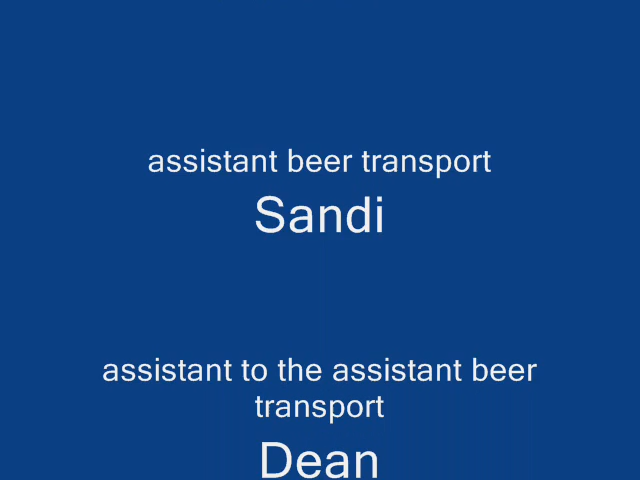 assistant beer transport
Sandi
assistant to the assistant beer
transport
Dean